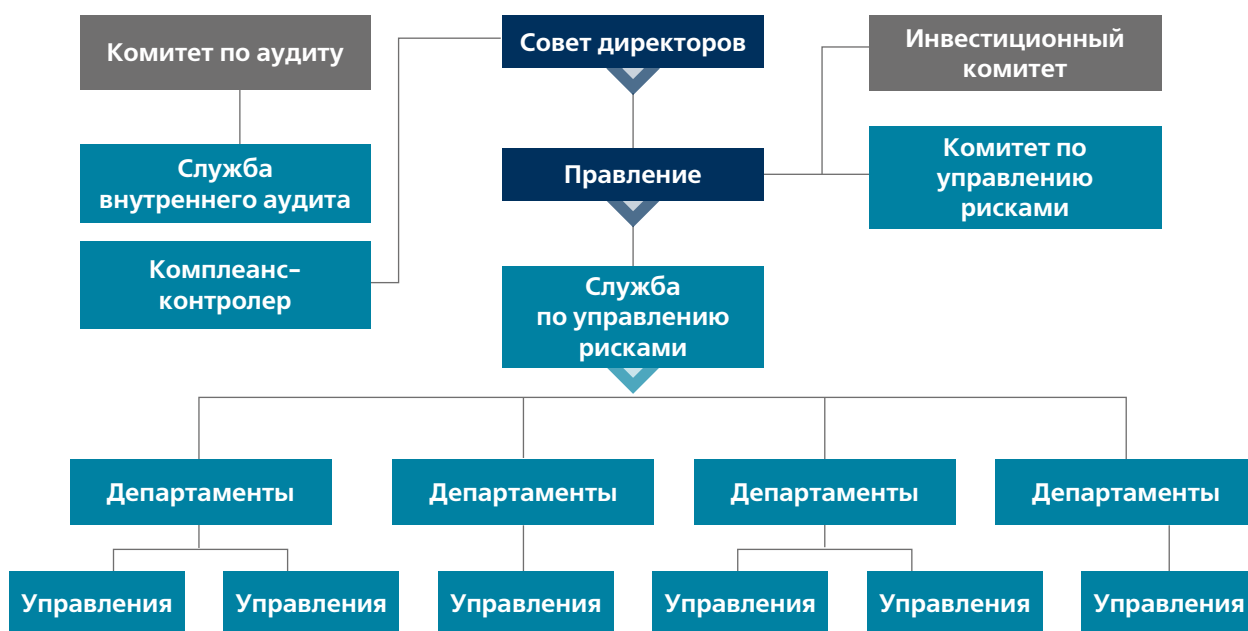 Комитет по аудиту
Совет директоров
Инвестиционный
комитет
Служба
внутреннего аудита
Правление
Комитет по
управлению
рисками
Комплеанс–
контролер
Служба
по управлению
рисками
Департаменты
Департаменты
Департаменты
Департаменты
Управления
Управления
Управления
Управления
Управления
Управления